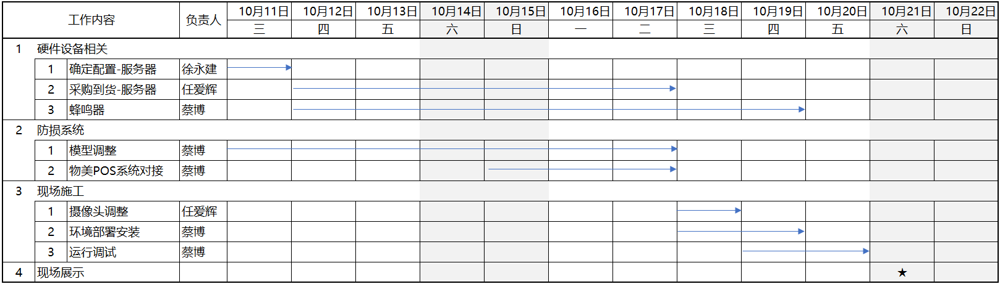 工作内容 负责人 10月11日 10月12日 10月13日 10月14日 10月15日 10月16日 10月17日 10月18日 10月19日 10月20日 10月21日 10月22日
三 四 五 六 日 一 二 三 四 五 六 日
1 硬件设备相关
1 确定配置-服务器 徐永建
2 采购到货-服务器 任爱辉
3 蜂鸣器 蔡博
2 防损系统
1 模型调整 蔡博
2 物美POS系统对接 蔡博
3 现场施工
1 摄像头调整 任爱辉
2 环境部署安装 蔡博
3 运行调试 蔡博
4 现场展示 ★